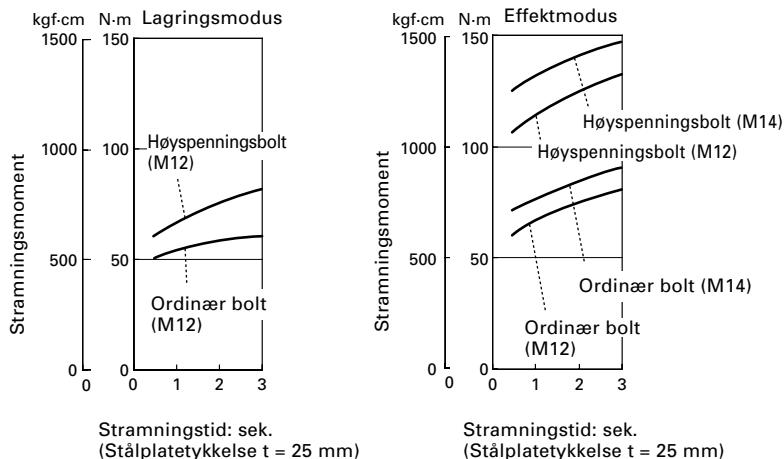 kgf·cm N·m Lagringsmodus
1500 150
Høyspenningsbolt
(M12)
1000 100
500 50
Ordinær bolt
(M12)
0 0
0 0 1 2 3
Stramningsmoment
Stramningstid: sek.
(Stålplatetykkelse t = 25 mm)
kgf·cm N·m Effektmodus
1500 150
Høyspenningsbolt (M14)
1000 100
Høyspenningsbolt (M12)
500 50
Ordinær bolt (M14)
Ordinær bolt
(M12)
0 0
0 0 1 2 3
Stramningsmoment
Stramningstid: sek.
(Stålplatetykkelse t = 25 mm)